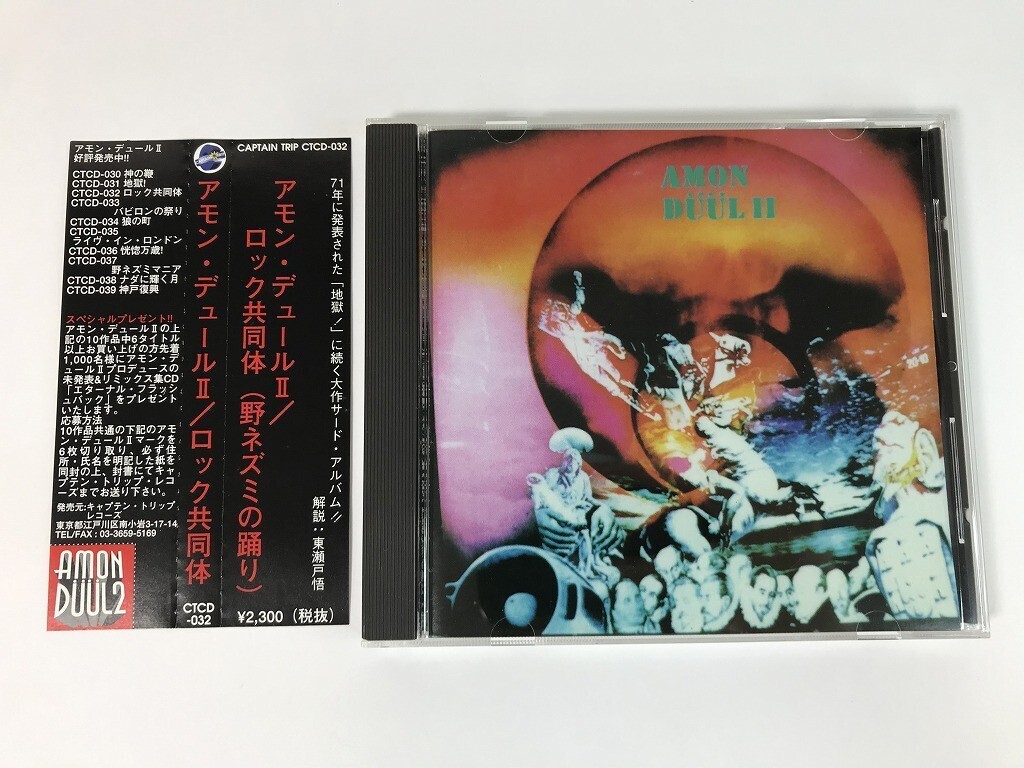 アモン・デュールⅡ
好評発売中!!
CTCD-030 神の鞭
CTCD-031 地獄!
CTCD-032 ロック共同体
CTCD-033
バビロンの祭り
CTCD-034 狼の町
CTCD-035
ライヴ・イン・ロンドン
CTCD-036 恍惚万歳!
CTCD-037
野ネズミマニア
CTCD-038 ナダに輝く月
CTCD-039 神戸復興
スペシャルプレゼント!!
アモン・デュールⅡの上
記の10作品中6タイトル
以上お買い上げの方先着
1,000名様にアモン・デ
ュールⅡプロデュースの
未発表&リミックス集CD
「エターナル・フラッシ
ュバック」をプレゼント
いたします。
応募方法
10作品共通の下記のアモ
ン・デュールⅡマークを
6枚切り取り、必ず住
所・氏名を明記した紙を
同封の上、封書にてキャ
プテン・トリップ・レコ
ーズまでお送り下さい。
発売元:キャプテン・トリップ・
レコーズ
東京都江戸川区南小岩3-17-14
TEL/FAX : 03-3659-5169
AMON
DÜÜL2
アモン・デュールⅡ/ロック共同体
CTCD
-032
CAPTAIN TRIP CTCD-032
アモン・デュールⅡ/
ロック共同体(野ネズミの踊り)
71年に発表された「地獄!」に続く大作サード・アルバム!!
解説:東瀬戸悟
¥2,300(税抜)
AMON
DÜÜL II